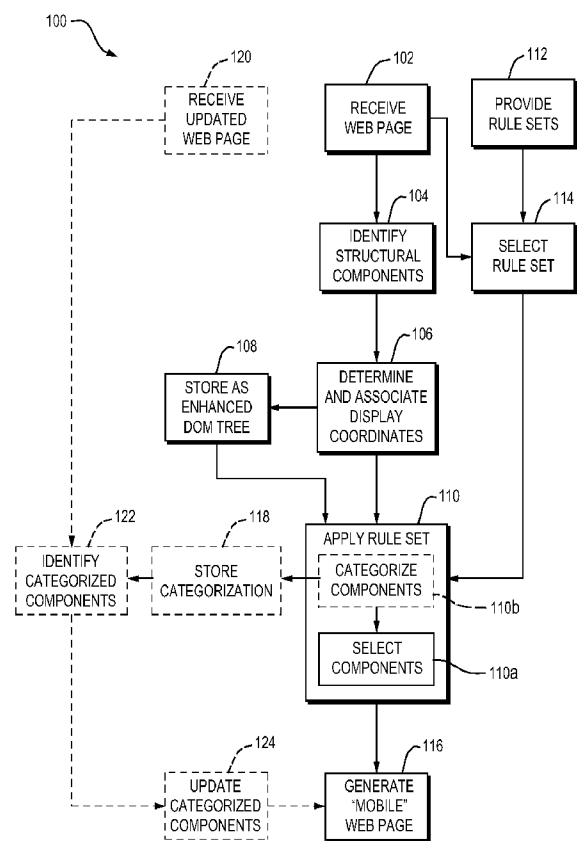 100
120
RECEIVE
UPDATED
WEB PAGE
102
RECEIVE
WEB PAGE
112
PROVIDE
RULE SETS
104
IDENTIFY
STRUCTURAL
COMPONENTS
114
SELECT
RULE SET
108
STORE AS
ENHANCED
DOM TREE
106
DETERMINE
AND ASSOCIATE
DISPLAY
COORDINATES
122
IDENTIFY
CATEGORIZED
COMPONENTS
118
STORE
CATEGORIZATION
110
APPLY RULE SET
CATEGORIZE
COMPONENTS
110b
SELECT
COMPONENTS
110a
124
UPDATE
CATEGORIZED
COMPONENTS
116
GENERATE
"MOBILE"
WEB PAGE